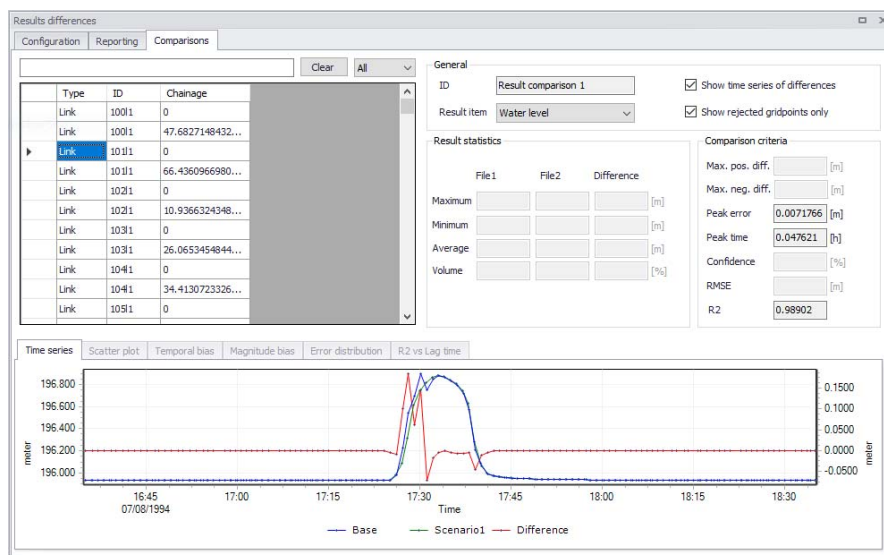 Results differences
Configuration Reporting Comparisons
Clear All
Type ID Chainage
Link 100l1 0
Link 100l1 47.6827148432...
Link 101l1 0
Link 101l1 66.4360966980...
Link 102l1 0
Link 102l1 10.9366324348...
Link 103l1 0
Link 103l1 26.0653454844...
Link 104l1 0
Link 104l1 34.4130723326...
Link 105l1 0
General
ID Result comparison 1
Result item Water level
Show time series of differences
Show rejected gridpoints only
Result statistics
File1 File2 Difference
Maximum [m]
Minimum [m]
Average [m]
Volume [%]
Comparison criteria
Max. pos. diff. [m]
Max. neg. diff. [m]
Peak error 0.0071766 [m]
Peak time 0.047621 [h]
Confidence [%]
RMSE [m]
R2 0.98902
Time series Scatter plot Temporal bias Magnitude bias Error distribution R2 vs Lag time
196.800
196.600
196.400
196.200
196.000
meter
0.1500
0.1000
0.0500
0.0000
-0.0500
meter
16:45 17:00 17:15 17:30 17:45 18:00 18:15 18:30
07/08/1994
Time
Base Scenario1 Difference